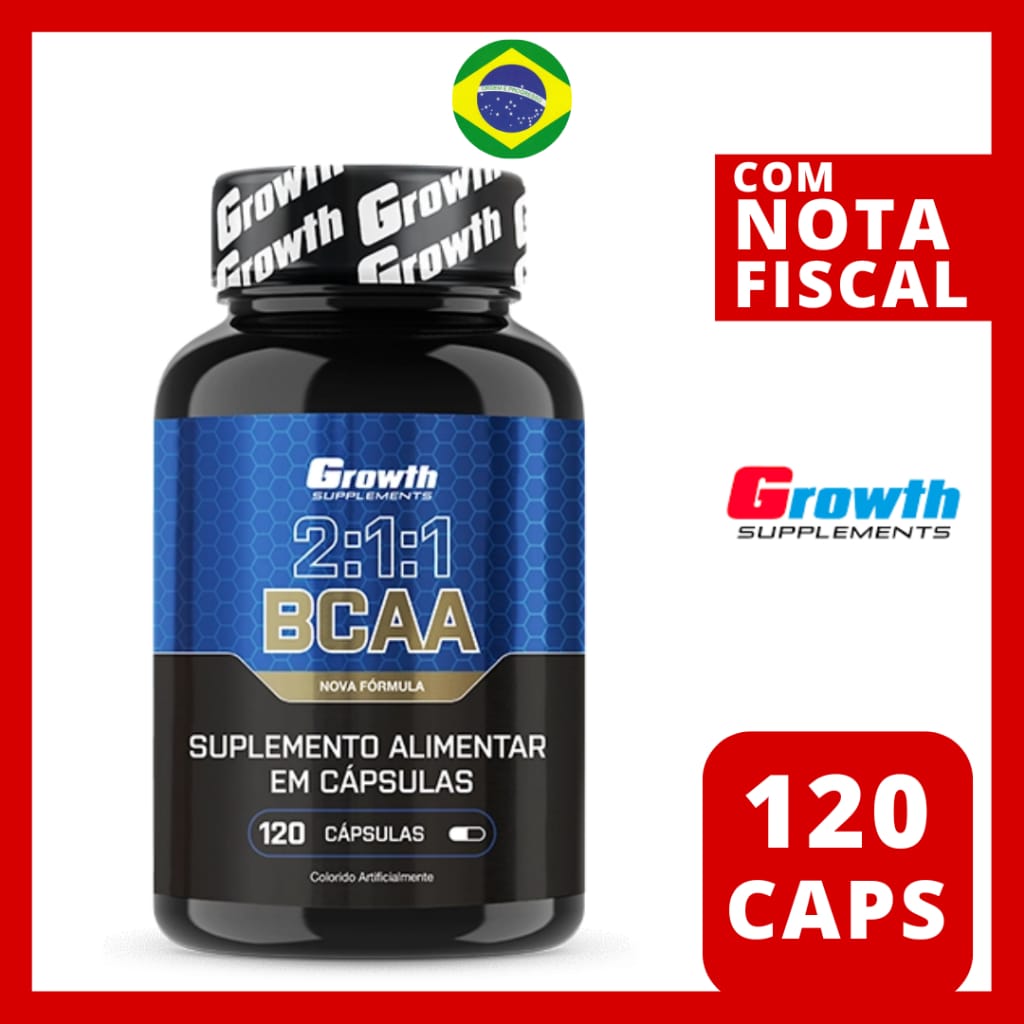 Growth
Growth
Growth
Growth
COM
NOTA
FISCAL
Growth
SUPPLEMENTS
2:1:1
BCAA
NOVA FÓRMULA
SUPLEMENTO ALIMENTAR
EM CÁPSULAS
120 CÁPSULAS
Colorido Artificialmente
Growth
SUPPLEMENTS
120
CAPS